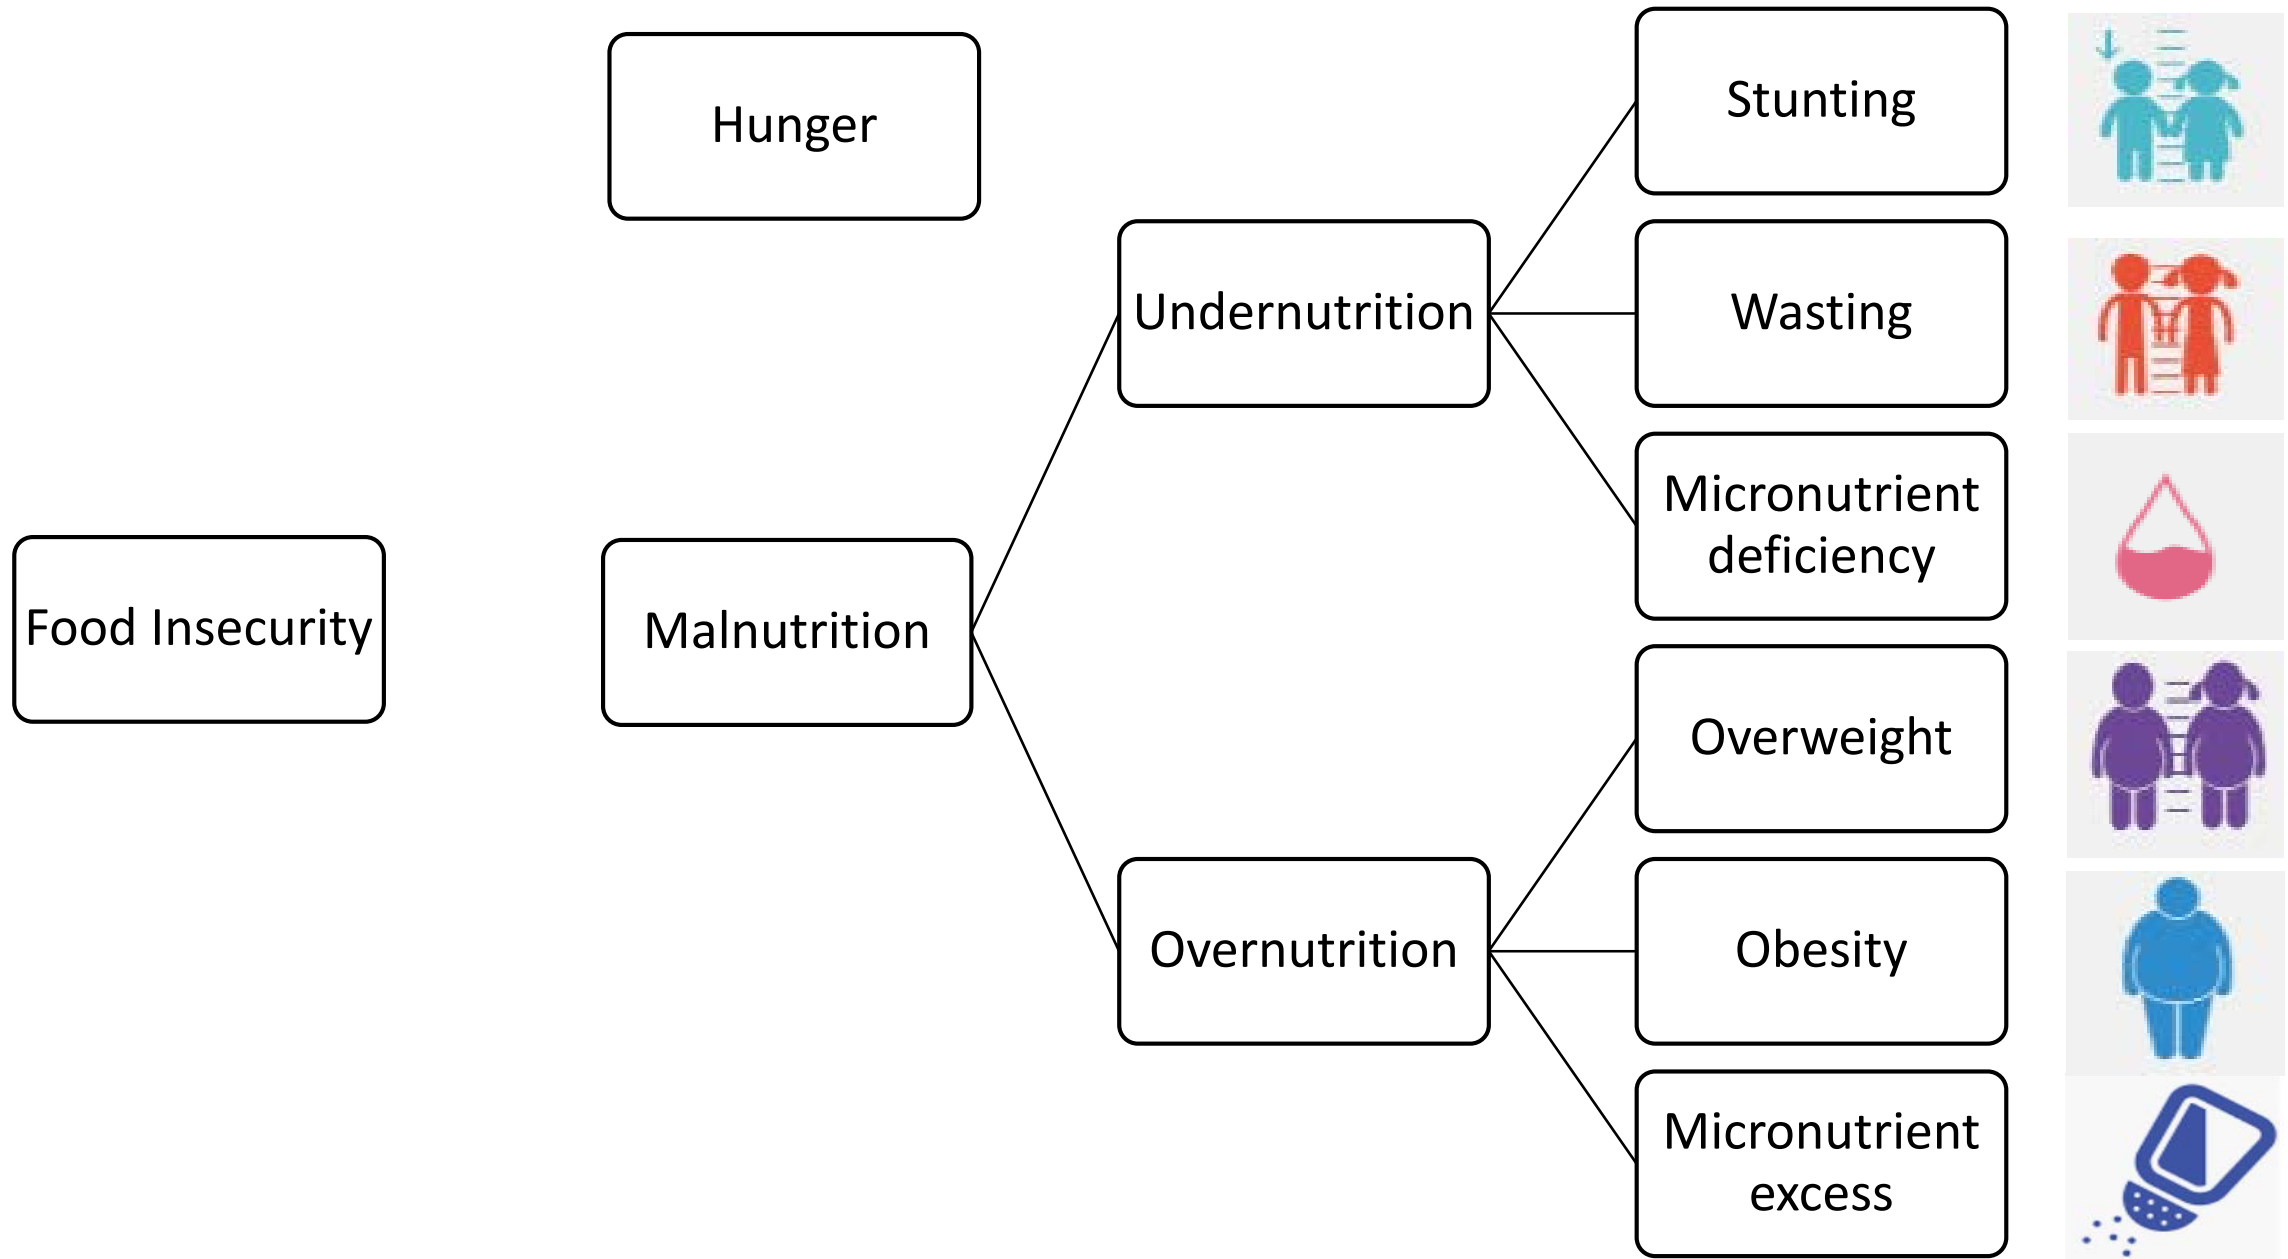 Food Insecurity
Hunger
Malnutrition
Undernutrition
Overnutrition
Stunting
Wasting
Micronutrient
deficiency
Overweight
Obesity
Micronutrient
excess